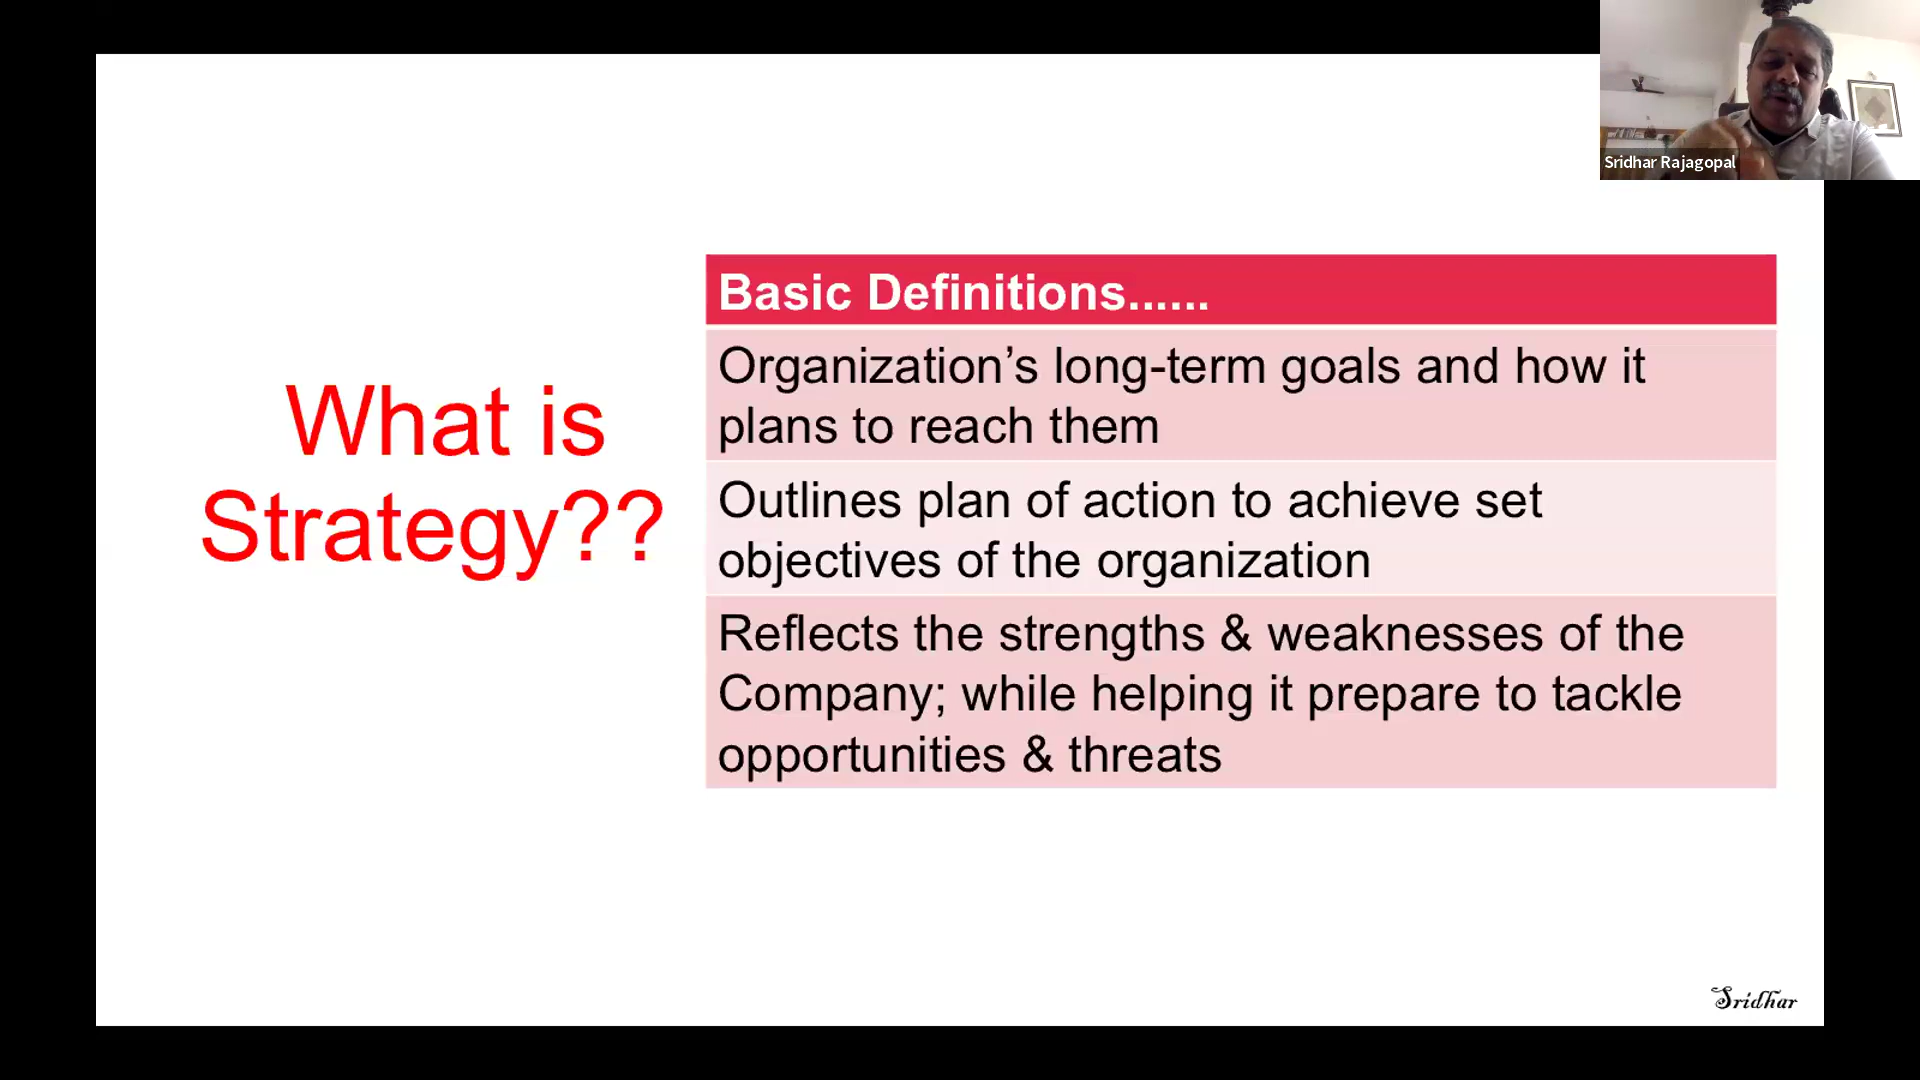 Sridhar Rajagopal
What is
Strategy??
Basic Definitions......
Organization’s long-term goals and how it
plans to reach them
Outlines plan of action to achieve set
objectives of the organization
Reflects the strengths & weaknesses of the
Company; while helping it prepare to tackle
opportunities & threats
Sridhar